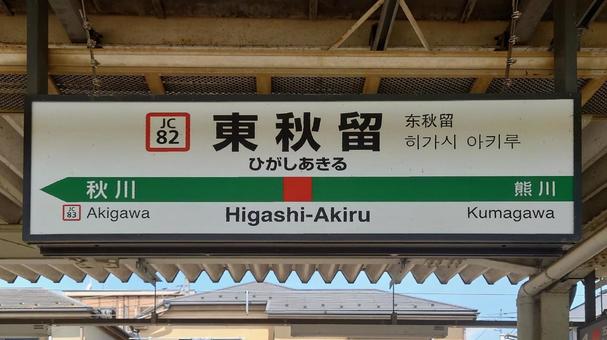 JC
82
東秋留
东秋留
히가시 아키루
ひがしあきる
秋川
熊川
JC
83
Akigawa
Higashi-Akiru
Kumagawa